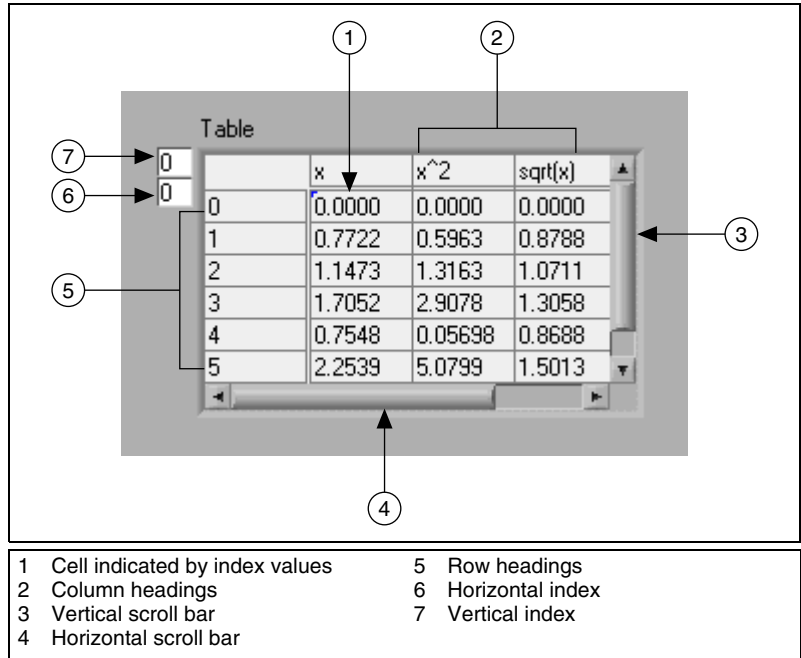 1 2
Table
7 0
6 0
x x^2 sqrt(x)
0 0.0000 0.0000 0.0000
1 0.7722 0.5963 0.8788
3
2 1.1473 1.3163 1.0711
5
3 1.7052 2.9078 1.3058
4 0.7548 0.05698 0.8688
5 2.2539 5.0799 1.5013
4
1 Cell indicated by index values
2 Column headings
3 Vertical scroll bar
4 Horizontal scroll bar
5 Row headings
6 Horizontal index
7 Vertical index